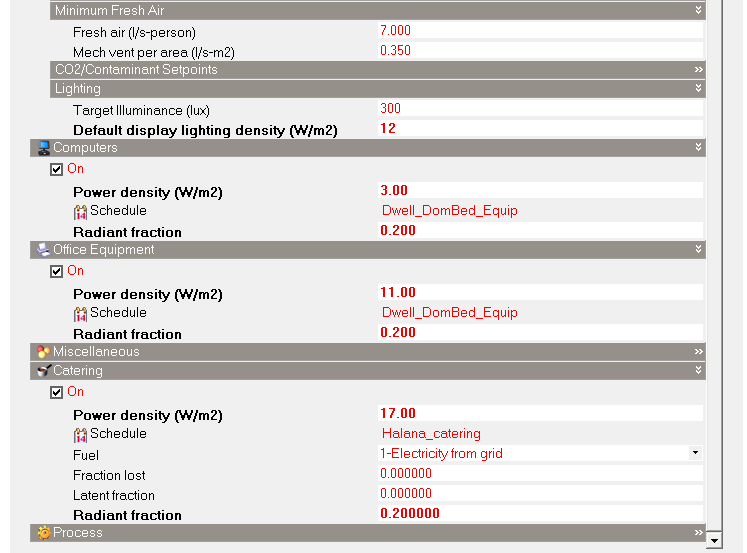 Minimum Fresh Air
Fresh air (l/s-person) 7.000
Mech vent per area (l/s-m2) 0.350
CO2/Contaminant Setpoints
Lighting
Target Illuminance (lux) 300
Default display lighting density (W/m2) 12
Computers
On
Power density (W/m2) 3.00
Schedule Dwell_DomBed_Equip
Radiant fraction 0.200
Office Equipment
On
Power density (W/m2) 11.00
Schedule Dwell_DomBed_Equip
Radiant fraction 0.200
Miscellaneous
Catering
On
Power density (W/m2) 17.00
Schedule Halana_catering
Fuel 1-Electricity from grid
Fraction lost 0.000000
Latent fraction 0.000000
Radiant fraction 0.200000
Process